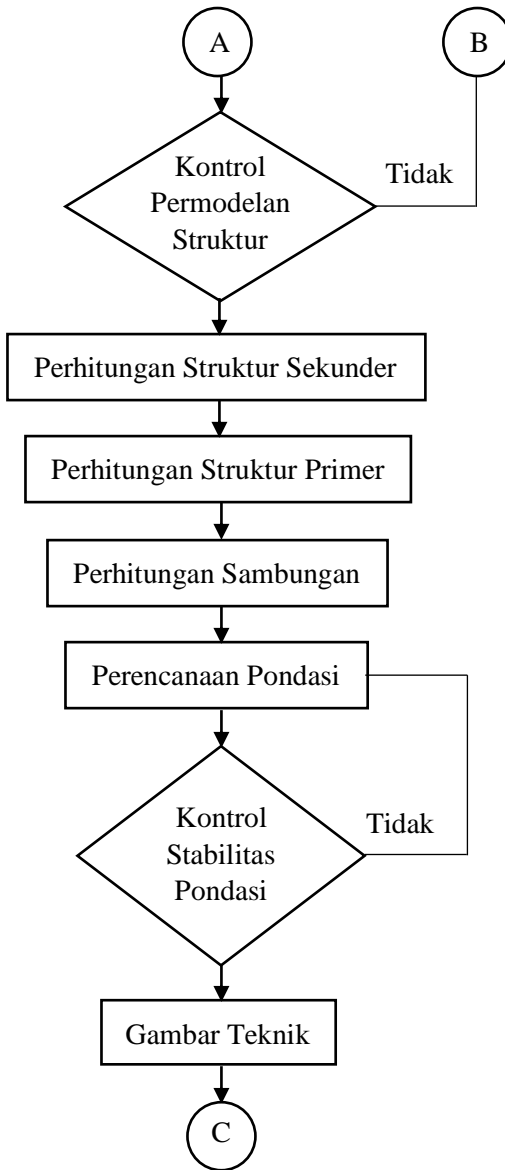 A
B
Kontrol
Permodelan
Struktur
Tidak
Perhitungan Struktur Sekunder
Perhitungan Struktur Primer
Perhitungan Sambungan
Perencanaan Pondasi
Kontrol
Stabilitas
Pondasi
Tidak
Gambar Teknik
C